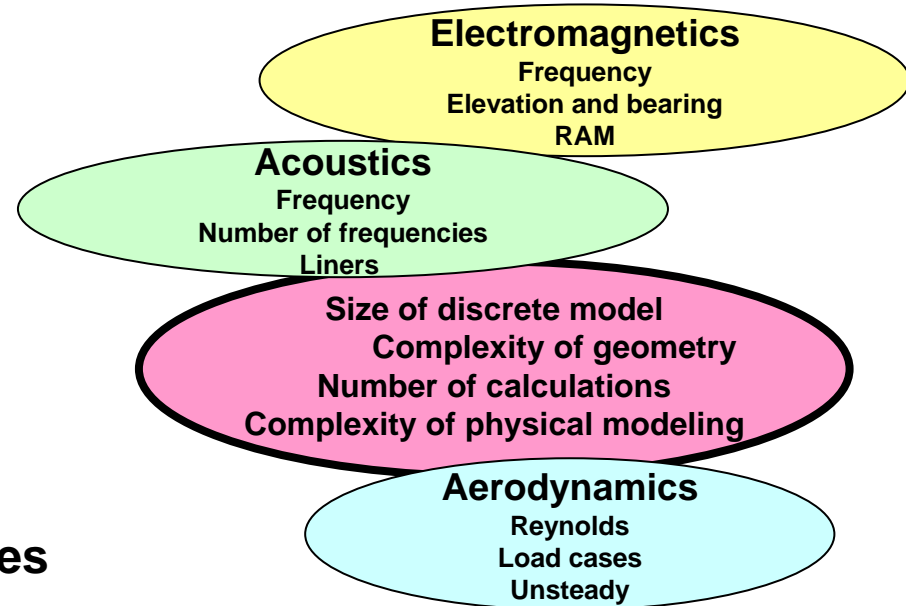 Electromagnetics
Frequency
Elevation and bearing
RAM
Acoustics
Frequency
Number of frequencies
Liners
Size of discrete model
Complexity of geometry
Number of calculations
Complexity of physical modeling
Aerodynamics
Reynolds
Load cases
Unsteady
es